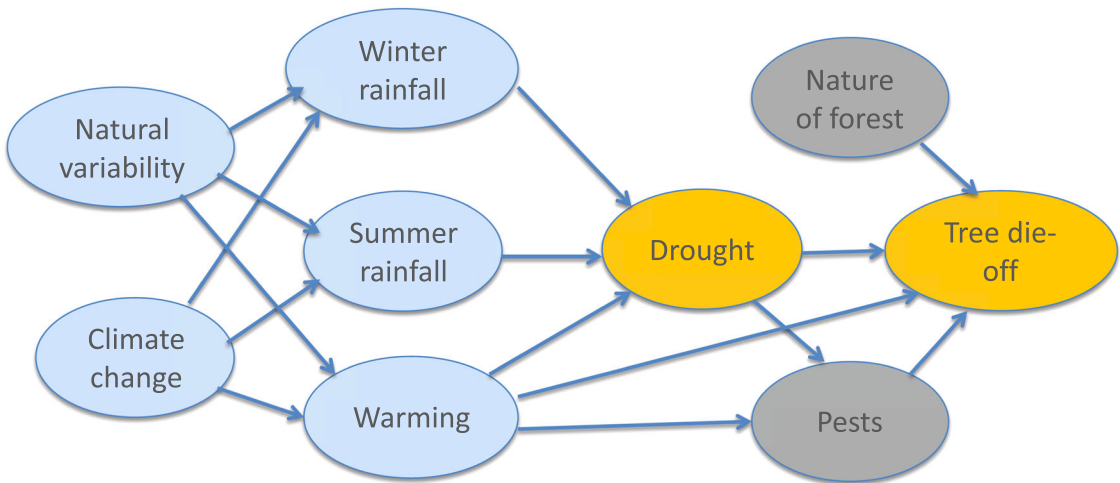 Winter
rainfall
Nature
of forest
Natural
variability
Summer
rainfall
Drought
Tree die-
off
Climate
change
Warming
Pests